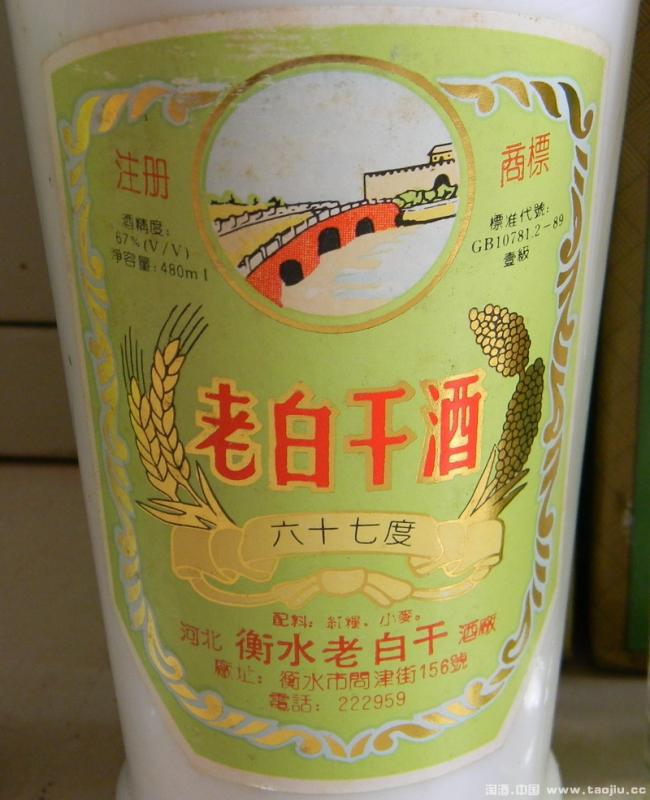 注册
商標
酒精度:
67%(V/V)
净容量:480ml
標准代號:
GB10781.2-89
壹級
老白干酒
六十七度
配料: 紅糧、小麥。
河北 衡水老白干 酒廠
廠址: 衡水市問津街156號
電話: 222959
淘酒.中国 www.taojiu.cc